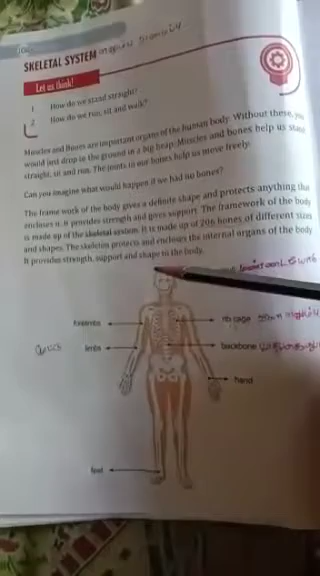 SKELETAL SYSTEM
Let us think!
1. How do we stand straight?
2. How do we run, sit and walk?
Muscles and Bones are important organs of the human body. Without these, you
would just drop to the ground in a big heap. Muscles and bones help us stand
straight, sit and run. The joints in our bones help us move freely.
Can you imagine what would happen if we had no bones?
The frame work of the body gives a definite shape and protects anything that
encloses it. It provides strength and gives support. The framework of the body
is made up of the skeletal system. It is made up of 206 bones of different sizes
and shapes. The skeleton protects and encloses the internal organs of the body.
It provides strength, support and shape to the body.
forelimbs
rib cage
limbs
backbone
hand
feet